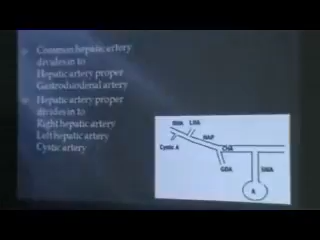 Common hepatic artery
divides in to
Hepatic artery proper
Gastroduodenal artery
Hepatic artery proper
divides in to
Right hepatic artery
Left hepatic artery
Cystic artery
RHA LHA
HAP
Cystic A
CHA
GDA
SMA
A